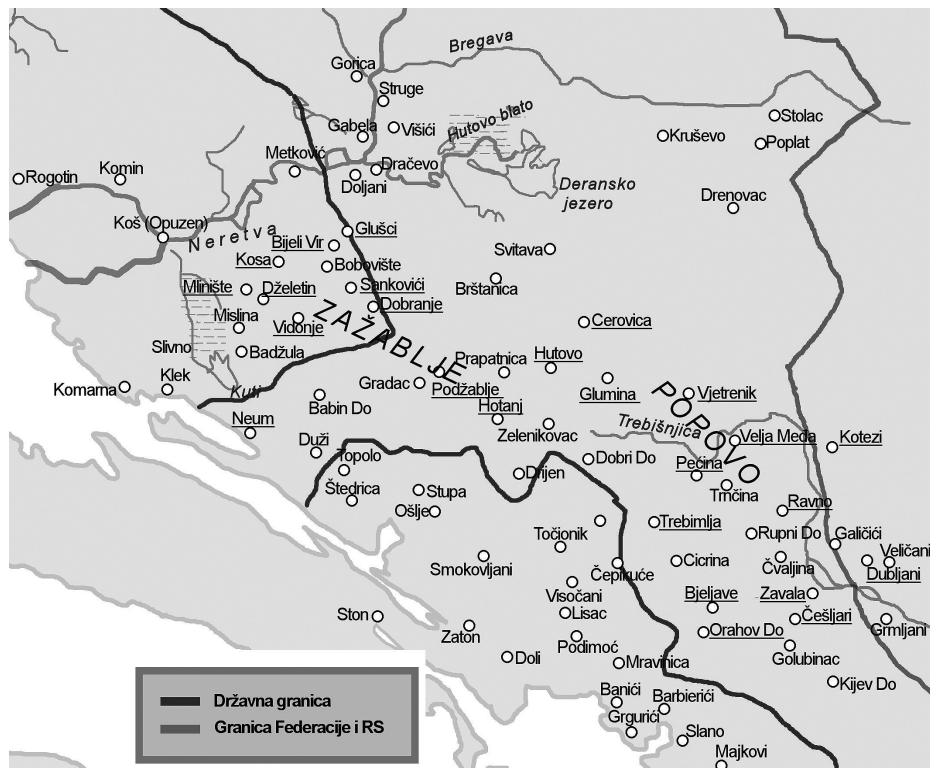 Gorica
Bregava
Struge
Stolac
Gabela
Višići
Hutovo blato
Kruševo
Poplat
Metković
Dračevo
Doljani
Rogotin
Komin
Deransko
jezero
Drenovac
Koš (Opuzen)
Neretva
Glušci
Bijeli Vir
Svitava
Kosa
Bobovište
Mlinište
Dželetin
Sankovići
Brštanica
Dobranje
Mislina
Vidonje
ZAŽABLJE
Cerovica
Slivno
Badžula
Prapatnica
Hutovo
Komarna
Klek
Kuti
Gradac
Podžablje
Glumina
POPOVO
Vjetrenik
Babin Do
Hotanj
Neum
Zelenikovac
Trebišnjica
Velja Međa
Kotezi
Duži
Topolo
Drijen
Dobri Do
Pećina
Štedrica
Stupa
Trnčina
Ošlje
Ravno
Trebimlja
Točionik
Rupni Do
Galičići
Smokovljani
Čepikuće
Cicrina
Čvaljina
Veličani
Dubljani
Visočani
Bjeljave
Zavala
Ston
Lisac
Češljari
Zaton
Orahov Do
Grmljani
Podimoć
Golubinac
Doli
Mravinica
Kijev Do
Banići
Barbierići
Grgurići
Slano
Majkovi
Državna granica
Granica Federacije i RS